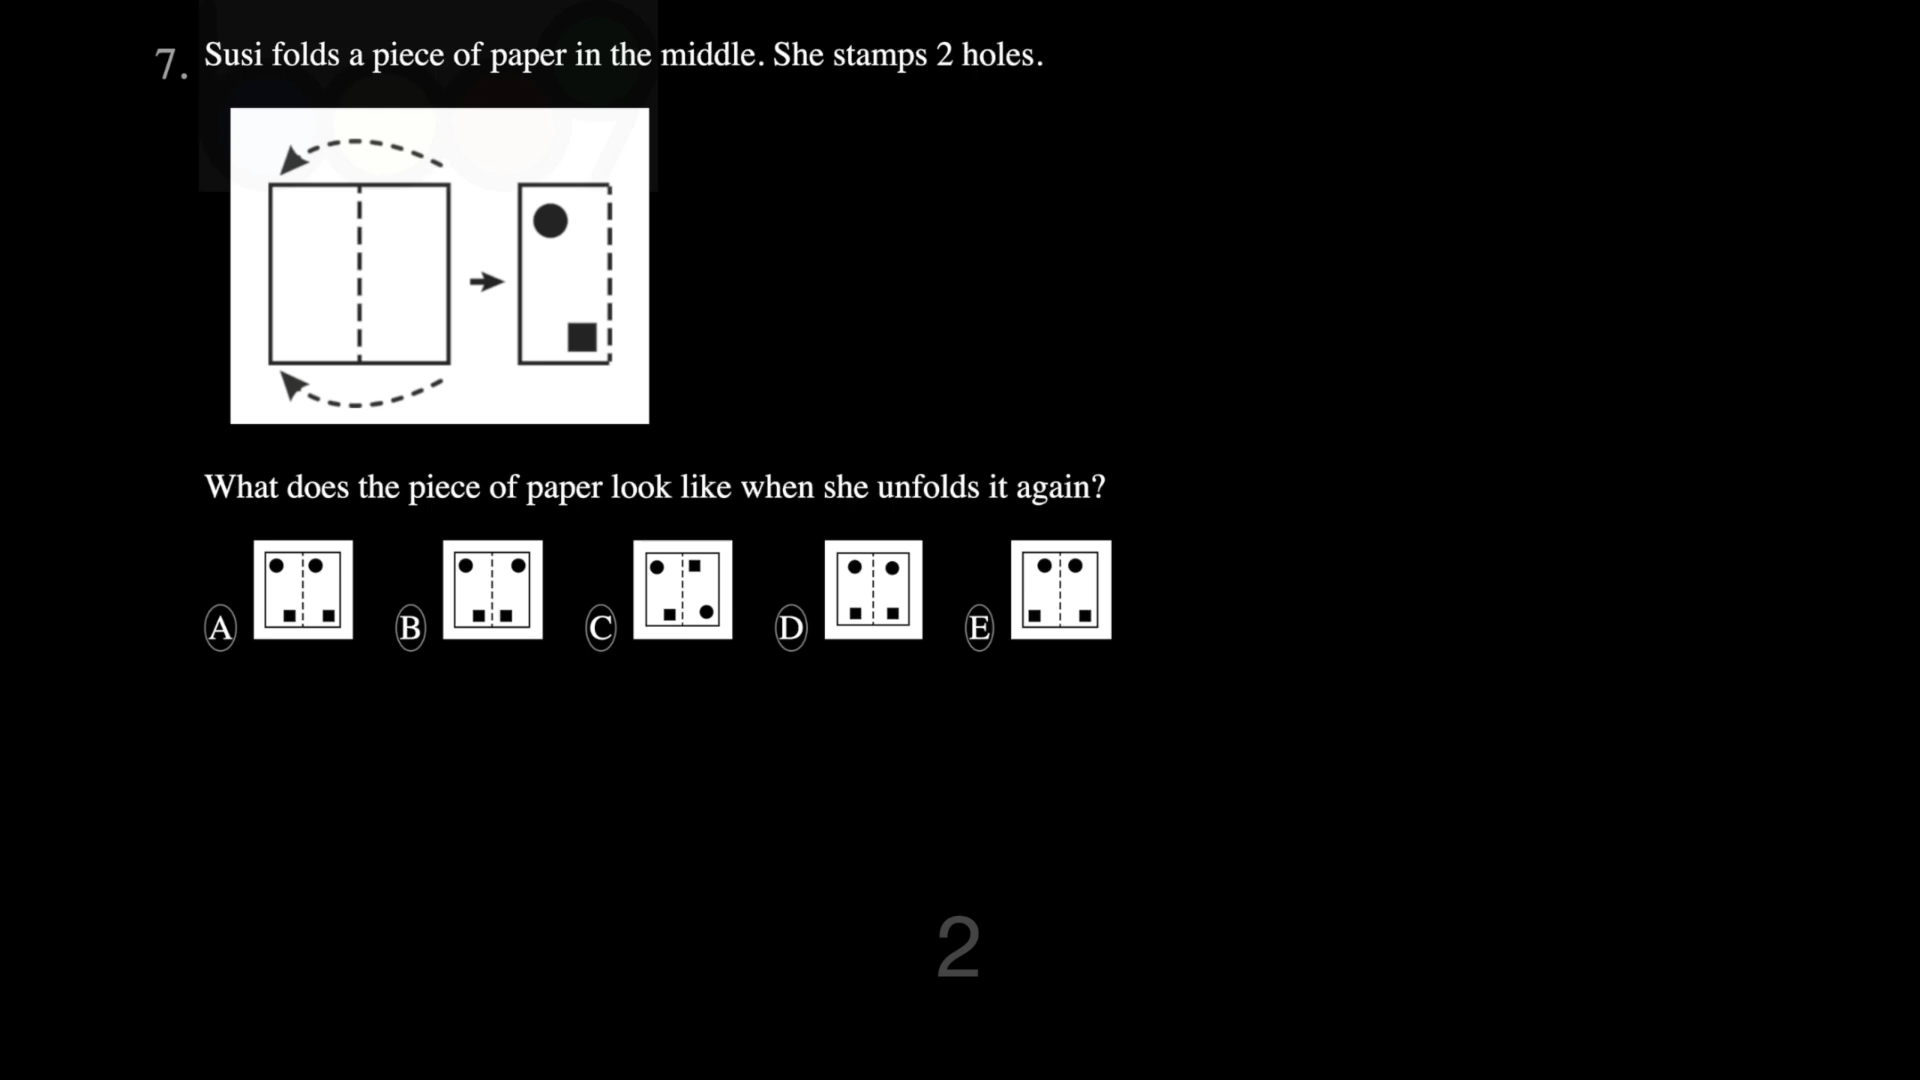 7. Susi folds a piece of paper in the middle. She stamps 2 holes.
What does the piece of paper look like when she unfolds it again?
A B C D E
2